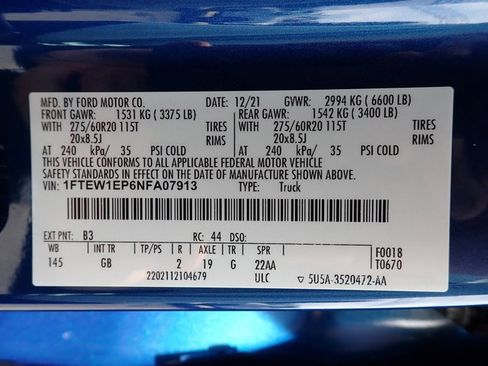 MFD. BY FORD MOTOR CO. DATE: 12/21 GVWR: 2994 KG (6600 LB)
FRONT GAWR: 1531 KG (3375 LB) REAR GAWR: 1542 KG (3400 LB)
WITH 275/60R20 115T TIRES WITH 275/60R20 115T TIRES
20x8.5J RIMS 20x8.5J RIMS
AT 240 kPa/ 35 PSI COLD AT 240 kPa/ 35 PSI COLD
THIS VEHICLE CONFORMS TO ALL APPLICABLE FEDERAL MOTOR VEHICLE
SAFETY STANDARDS IN EFFECT ON THE DATE OF MANUFACTURE SHOWN ABOVE.
VIN: 1FTEW1EP6NFA07913 TYPE: Truck
EXT PNT: B3 RC: 44 DSO:
WB INT TR TP/PS R AXLE TR SPR F0018
145 GB 2 19 G 22AA T0670
2202112104679 ULC ▽ 5U5A-3520472-AA